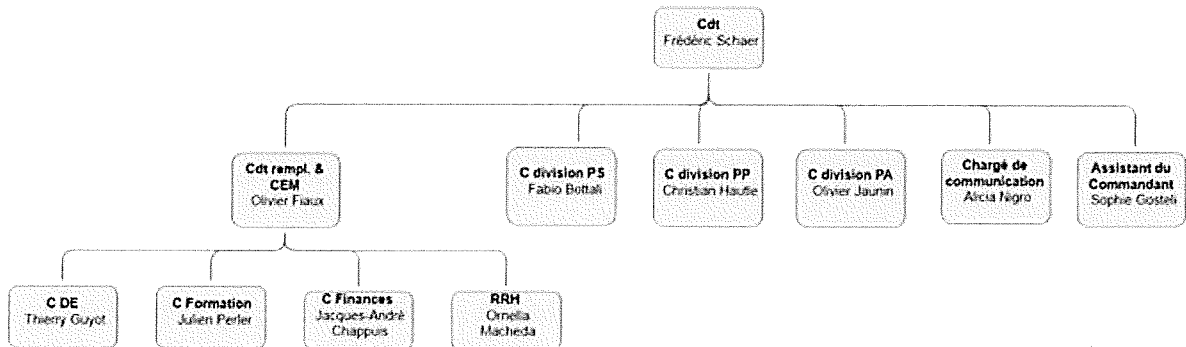 Cdt
Frédéric Schaer
Cdt rempl. &
CEM
Olivier Fiaux
C division PS
Fabio Bottali
C division PP
Christian Hautle
C division PA
Olivier Jaunin
Chargé de
communication
Alicia Nigro
Assistant du
Commandant
Sophie Gosteli
C DE
Thierry Guyot
C Formation
Julien Perler
C Finances
Jacques-André
Chappuis
RRH
Ornella
Macheda